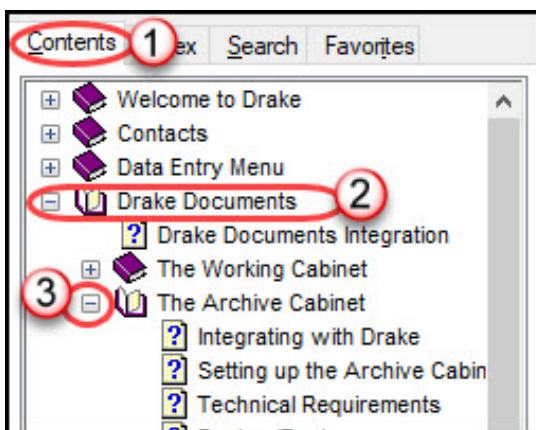 Contents 1 ex Search Favorites
Welcome to Drake
Contacts
Data Entry Menu
Drake Documents 2
Drake Documents Integration
The Working Cabinet
3 The Archive Cabinet
Integrating with Drake
Setting up the Archive Cabin
Technical Requirements